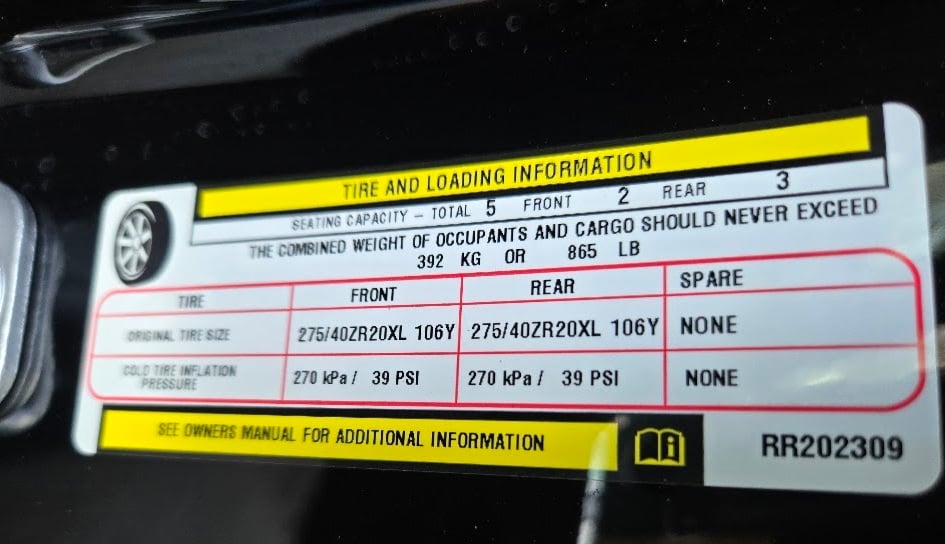 TIRE AND LOADING INFORMATION
SEATING CAPACITY – TOTAL 5 FRONT 2 REAR 3
THE COMBINED WEIGHT OF OCCUPANTS AND CARGO SHOULD NEVER EXCEED
392 KG OR 865 LB
TIRE FRONT REAR SPARE
ORIGINAL TIRE SIZE 275/40ZR20XL 106Y 275/40ZR20XL 106Y NONE
COLD TIRE INFLATION PRESSURE 270 kPa / 39 PSI 270 kPa / 39 PSI NONE
SEE OWNERS MANUAL FOR ADDITIONAL INFORMATION
RR202309